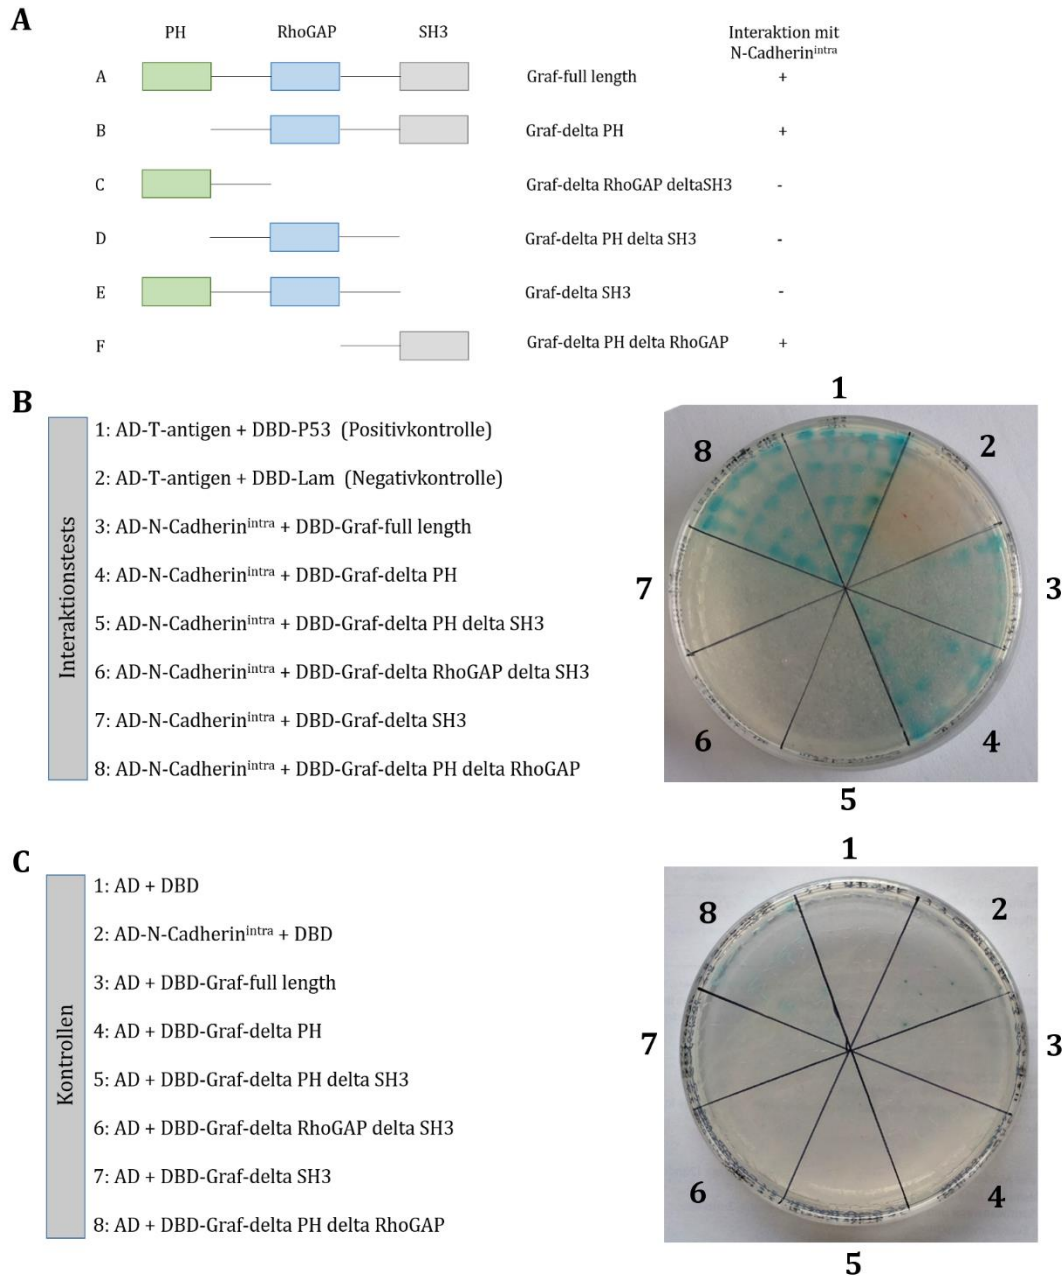 A
PH RhoGAP SH3 Interaktion mit
N-Cadherinintra
A Graf-full length +
B Graf-delta PH +
C Graf-delta RhoGAP deltaSH3 -
D Graf-delta PH delta SH3 -
E Graf-delta SH3 -
F Graf-delta PH delta RhoGAP +
B
Interaktionstests
1: AD-T-antigen + DBD-P53 (Positivkontrolle)
2: AD-T-antigen + DBD-Lam (Negativkontrolle)
3: AD-N-Cadherinintra + DBD-Graf-full length
4: AD-N-Cadherinintra + DBD-Graf-delta PH
5: AD-N-Cadherinintra + DBD-Graf-delta PH delta SH3
6: AD-N-Cadherinintra + DBD-Graf-delta RhoGAP delta SH3
7: AD-N-Cadherinintra + DBD-Graf-delta SH3
8: AD-N-Cadherinintra + DBD-Graf-delta PH delta RhoGAP
1
2
3
4
5
6
7
8
C
Kontrollen
1: AD + DBD
2: AD-N-Cadherinintra + DBD
3: AD + DBD-Graf-full length
4: AD + DBD-Graf-delta PH
5: AD + DBD-Graf-delta PH delta SH3
6: AD + DBD-Graf-delta RhoGAP delta SH3
7: AD + DBD-Graf-delta SH3
8: AD + DBD-Graf-delta PH delta RhoGAP
1
2
3
4
5
6
7
8